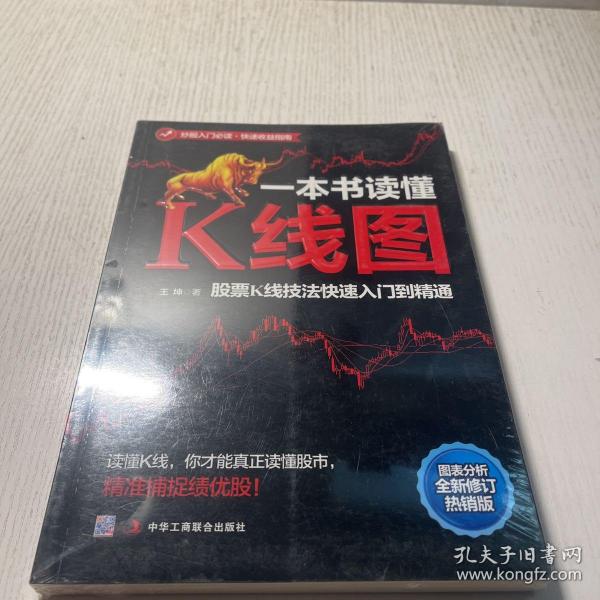 炒股入门必读·快速收益指南
一本书读懂
K线图
王坤◎著
股票K线技法快速入门到精通
读懂K线，你才能真正读懂股市，
精准捕捉绩优股！
图表分析
全新修订
热销版
中华工商联合出版社
孔夫子旧书网
www.kongfz.com